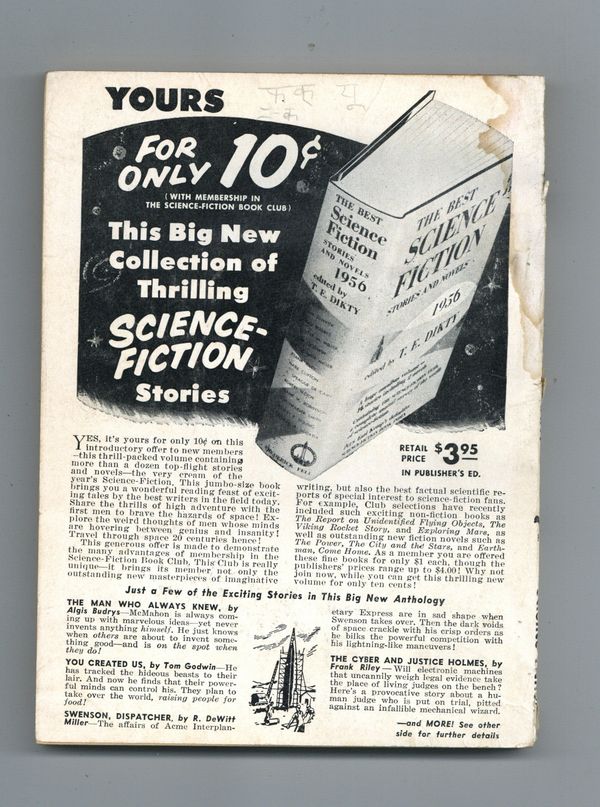 YOURS
फ क् यू
FOR
ONLY 10¢
(WITH MEMBERSHIP IN
THE SCIENCE-FICTION BOOK CLUB)
This Big New
Collection of
Thrilling
SCIENCE-
FICTION
Stories
THE BEST
Science
Fiction
STORIES
AND NOVELS
1956
edited by
T. E. DIKTY
THE BEST
SCIENCE
FICTION
STORIES AND NOVELS
1956
edited by T. E. DIKTY
RETAIL
PRICE $3.95
IN PUBLISHER'S ED.
YES, it's yours for only 10¢ on this
introductory offer to new members
—this thrill-packed volume containing
more than a dozen top-flight stories
and novels—the very cream of the
year's Science-Fiction. This jumbo-size book
brings you a wonderful reading feast of excit-
ing tales by the best writers in the field today.
Share the thrills of high adventure with the
first men to brave the hazards of space! Ex-
plore the weird thoughts of men whose minds
are hovering between genius and insanity!
Travel through space 20 centuries hence!
This generous offer is made to demonstrate
the many advantages of membership in the
Science-Fiction Book Club. This Club is really
unique—it brings its member not only the
outstanding new masterpieces of imaginative
writing, but also the best factual scientific re-
ports of special interest to science-fiction fans.
For example, Club selections have recently
included such exciting non-fiction books as
The Report on Unidentified Flying Objects, The
Viking Rocket Story, and Exploring Mars, as
well as outstanding new fiction novels such as
The Power, The City and the Stars, and Earth-
man, Come Home. As a member you are offered
these fine books for only $1 each, though the
publishers' prices range up to $4.00! Why not
join now, while you can get this thrilling new
volume for only ten cents!
Just a Few of the Exciting Stories in This Big New Anthology
THE MAN WHO ALWAYS KNEW, by
Algis Budrys—McMahon is always com-
ing up with marvelous ideas—yet never
invents anything himself. He just knows
when others are about to invent some-
thing good—and is on the spot when
they do!
YOU CREATED US, by Tom Godwin—He
has tracked the hideous beasts to their
lair. And now he finds that their power-
ful minds can control his. They plan to
take over the world, raising people for
food!
SWENSON, DISPATCHER, by R. DeWitt
Miller—The affairs of Acme Interplan-
etary Express are in sad shape when
Swenson takes over. Then the dark voids
of space crackle with his crisp orders as
he bilks the powerful competition with
his lightning-like maneuvers!
THE CYBER AND JUSTICE HOLMES, by
Frank Riley — Will electronic machines
that uncannily weigh legal evidence take
the place of living judges on the bench?
Here's a provocative story about a hu-
man judge who is put on trial, pitted
against an infallible mechanical wizard.
—and MORE! See other
side for further details